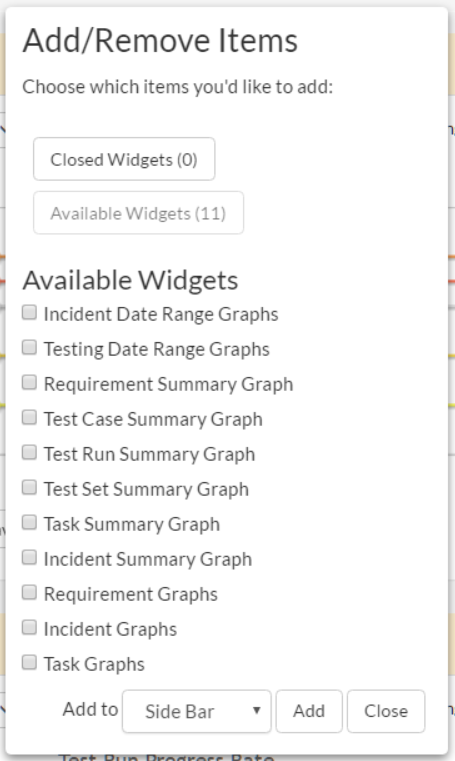 Add/Remove Items
Choose which items you'd like to add:
Closed Widgets (0)
Available Widgets (11)
Available Widgets
Incident Date Range Graphs
Testing Date Range Graphs
Requirement Summary Graph
Test Case Summary Graph
Test Run Summary Graph
Test Set Summary Graph
Task Summary Graph
Incident Summary Graph
Requirement Graphs
Incident Graphs
Task Graphs
Add to Side Bar Add Close
Test Run Progress Rate